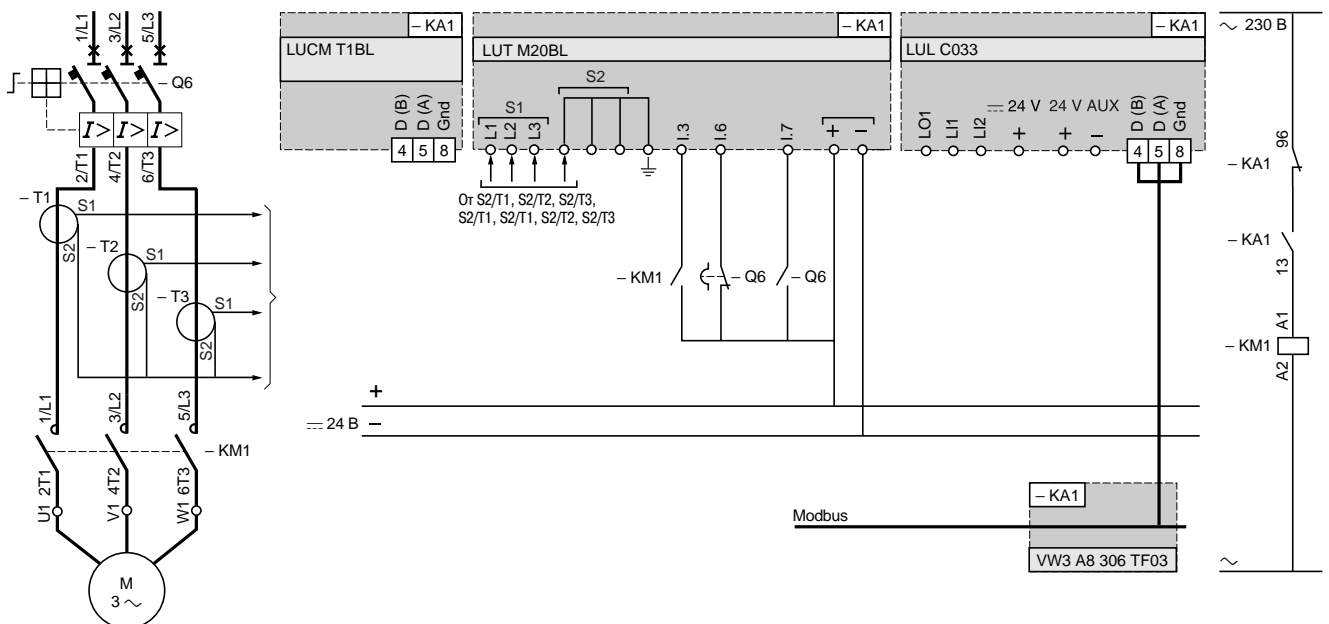 1/L1 3/L2 5/L3
– Q6
I> I> I>
2/T1 4/T2 6/T3
– T1
S1
S2
– T2
S1
S2
– T3
S1
S2
1/L1 3/L2 5/L3
– KM1
2T1 4T2 6T3
U1 V1 W1
M
3 ~
– KA1
LUCM T1BL
D (B) D (A) Gnd
4 5 8
– KA1
LUT M20BL
S1
S2
L1 L2 L3
I.3 I.6 I.7 + –
От S2/T1, S2/T2, S2/T3,
S2/T1, S2/T1, S2/T2, S2/T3
– KM1
– Q6
– Q6
– KA1
LUL C033
24 V 24 V AUX
LO1 LI1 LI2 + + –
D (B) D (A) Gnd
4 5 8
+
24 В –
Modbus
– KA1
VW3 A8 306 TF03
~ 230 В
96
– KA1
– KA1
13
A1
– KM1
A2
~